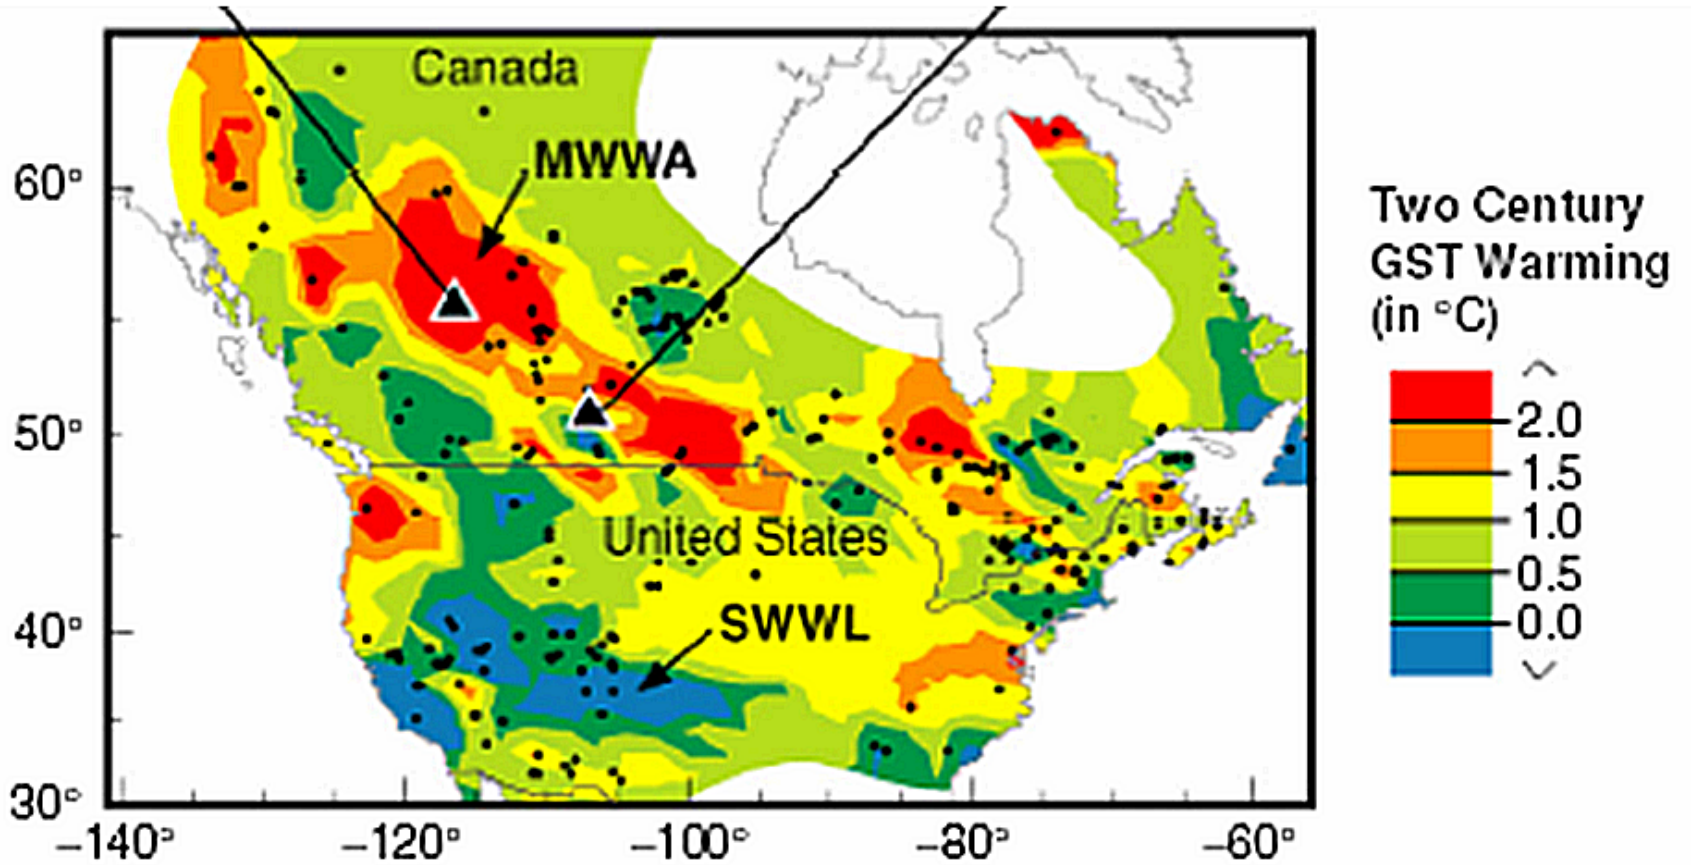 Canada
MWWA
60°
Two Century
GST Warming
(in °C)
2.0
50°
1.5
1.0
United States
0.5
0.0
40°
SWWL
30°
−140° −120° −100° −80° −60°